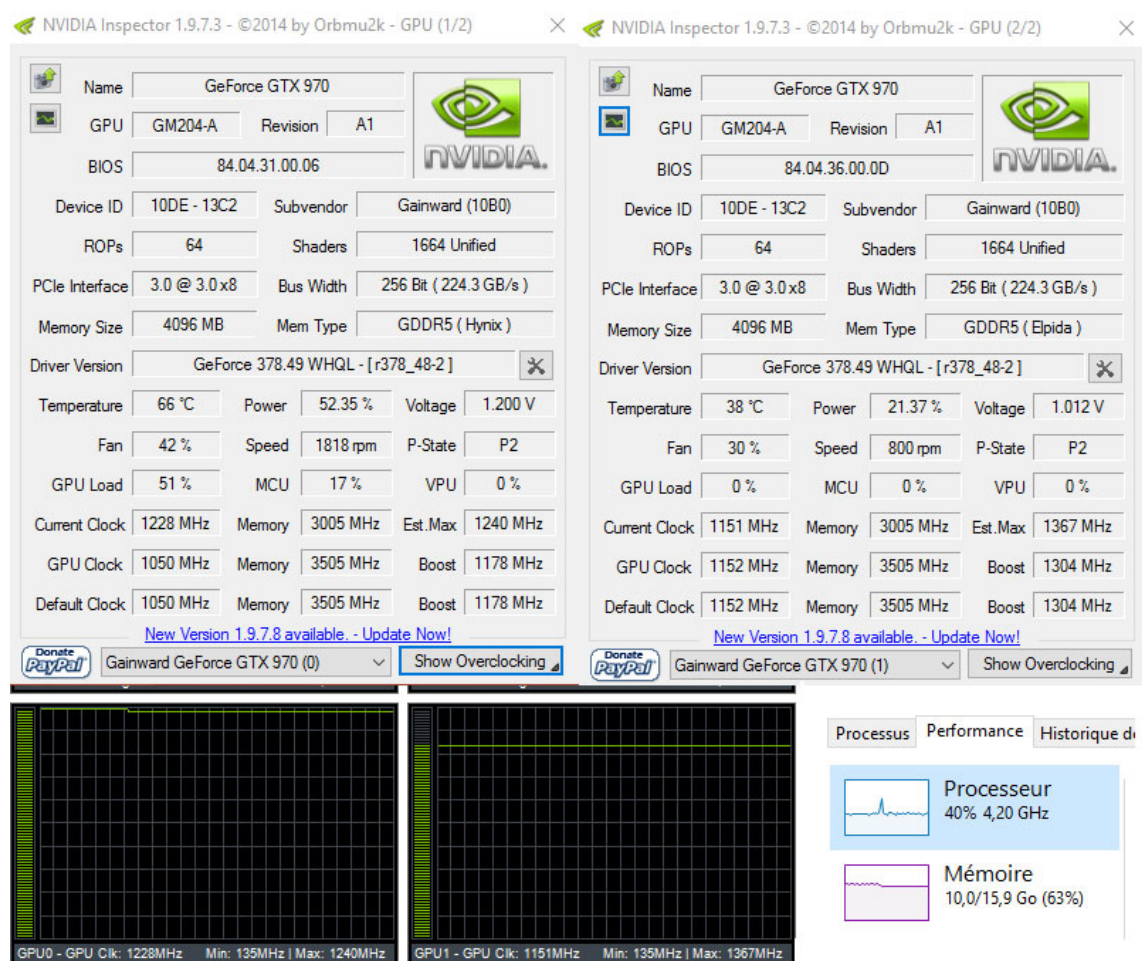 NVIDIA Inspector 1.9.7.3 - ©2014 by Orbmu2k - GPU (1/2)
Name GeForce GTX 970
GPU GM204-A Revision A1
BIOS 84.04.31.00.06
NVIDIA.
Device ID 10DE - 13C2 Subvendor Gainward (10B0)
ROPs 64 Shaders 1664 Unified
PCIe Interface 3.0 @ 3.0 x8 Bus Width 256 Bit ( 224.3 GB/s )
Memory Size 4096 MB Mem Type GDDR5 ( Hynix )
Driver Version GeForce 378.49 WHQL - [ r378_48-2 ]
Temperature 66 °C Power 52.35 % Voltage 1.200 V
Fan 42 % Speed 1818 rpm P-State P2
GPU Load 51 % MCU 17 % VPU 0 %
Current Clock 1228 MHz Memory 3005 MHz Est.Max 1240 MHz
GPU Clock 1050 MHz Memory 3505 MHz Boost 1178 MHz
Default Clock 1050 MHz Memory 3505 MHz Boost 1178 MHz
New Version 1.9.7.8 available. - Update Now!
Donate
PayPal Gainward GeForce GTX 970 (0) Show Overclocking
NVIDIA Inspector 1.9.7.3 - ©2014 by Orbmu2k - GPU (2/2)
Name GeForce GTX 970
GPU GM204-A Revision A1
BIOS 84.04.36.00.0D
NVIDIA.
Device ID 10DE - 13C2 Subvendor Gainward (10B0)
ROPs 64 Shaders 1664 Unified
PCIe Interface 3.0 @ 3.0 x8 Bus Width 256 Bit ( 224.3 GB/s )
Memory Size 4096 MB Mem Type GDDR5 ( Elpida )
Driver Version GeForce 378.49 WHQL - [ r378_48-2 ]
Temperature 38 °C Power 21.37 % Voltage 1.012 V
Fan 30 % Speed 800 rpm P-State P2
GPU Load 0 % MCU 0 % VPU 0 %
Current Clock 1151 MHz Memory 3005 MHz Est.Max 1367 MHz
GPU Clock 1152 MHz Memory 3505 MHz Boost 1304 MHz
Default Clock 1152 MHz Memory 3505 MHz Boost 1304 MHz
New Version 1.9.7.8 available. - Update Now!
Donate
PayPal Gainward GeForce GTX 970 (1) Show Overclocking
GPU0 - GPU Clk: 1228MHz Min: 135MHz | Max: 1240MHz
GPU1 - GPU Clk: 1151MHz Min: 135MHz | Max: 1367MHz
Processus Performance Historique
Processeur
40% 4,20 GHz
Mémoire
10,0/15,9 Go (63%)